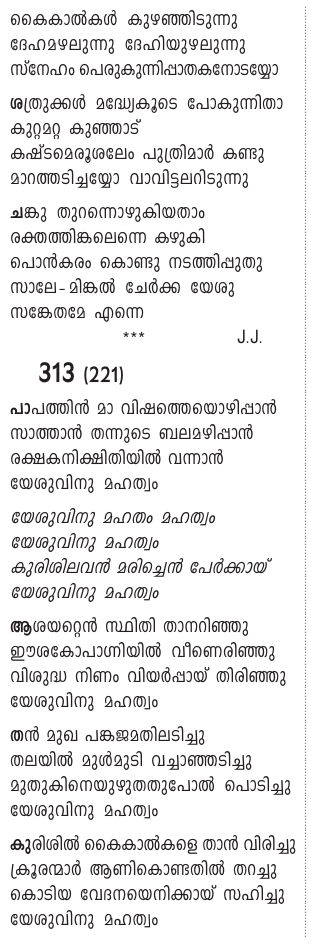 കൈകാൽകൾ കുഴഞ്ഞിടുന്നു
ദേഹമഴലുന്നു ദേഹിയുഴലുന്നു
സ്നേഹം പെരുകുന്നിപ്പാതകനോടയ്യോ
ശത്രുക്കൾ മദ്ധ്യേകൂടെ പോകുന്നിതാ
കുറ്റമറ്റ കുഞ്ഞാട്
കഷ്ടമെരൂശലേം പുത്രിമാർ കണ്ടു
മാറത്തടിച്ചയ്യോ വാവിട്ടലറിടുന്നു
ചങ്കു തുറന്നൊഴുകിയതാം
രക്തത്തിങ്കലെന്നെ കഴുകി
പൊൻകരം കൊണ്ടു നടത്തിപ്പുതു
സാലേ-മിങ്കൽ ചേർക്ക യേശു
സങ്കേതമേ എന്നെ
*** J.J.
313 (221)
പാപത്തിൻ മാ വിഷത്തെയൊഴിപ്പാൻ
സാത്താൻ തന്നുടെ ബലമഴിപ്പാൻ
രക്ഷകനിക്ഷിതിയിൽ വന്നാൻ
യേശുവിനു മഹത്വം
യേശുവിനു മഹതം മഹത്വം
യേശുവിനു മഹത്വം
കുരിശിലവൻ മരിച്ചെൻ പേർക്കായ്
യേശുവിനു മഹത്വം
ആശയറ്റെൻ സ്ഥിതി താനറിഞ്ഞു
ഈശകോപാഗ്നിയിൽ വീണെരിഞ്ഞു
വിശുദ്ധ നിണം വിയർപ്പായ് തിരിഞ്ഞു
യേശുവിനു മഹത്വം
തൻ മുഖ പങ്കജമതിലടിച്ചു
തലയിൽ മുൾമുടി വച്ചാഞ്ഞടിച്ചു
മുതുകിനെയുഴുതതുപോൽ പൊടിച്ചു
യേശുവിനു മഹത്വം
കുരിശിൽ കൈകാൽകളെ താൻ വിരിച്ചു
ക്രൂരന്മാർ ആണികൊണ്ടതിൽ തറച്ചു
കൊടിയ വേദനയെനിക്കായ് സഹിച്ചു
യേശുവിനു മഹത്വം